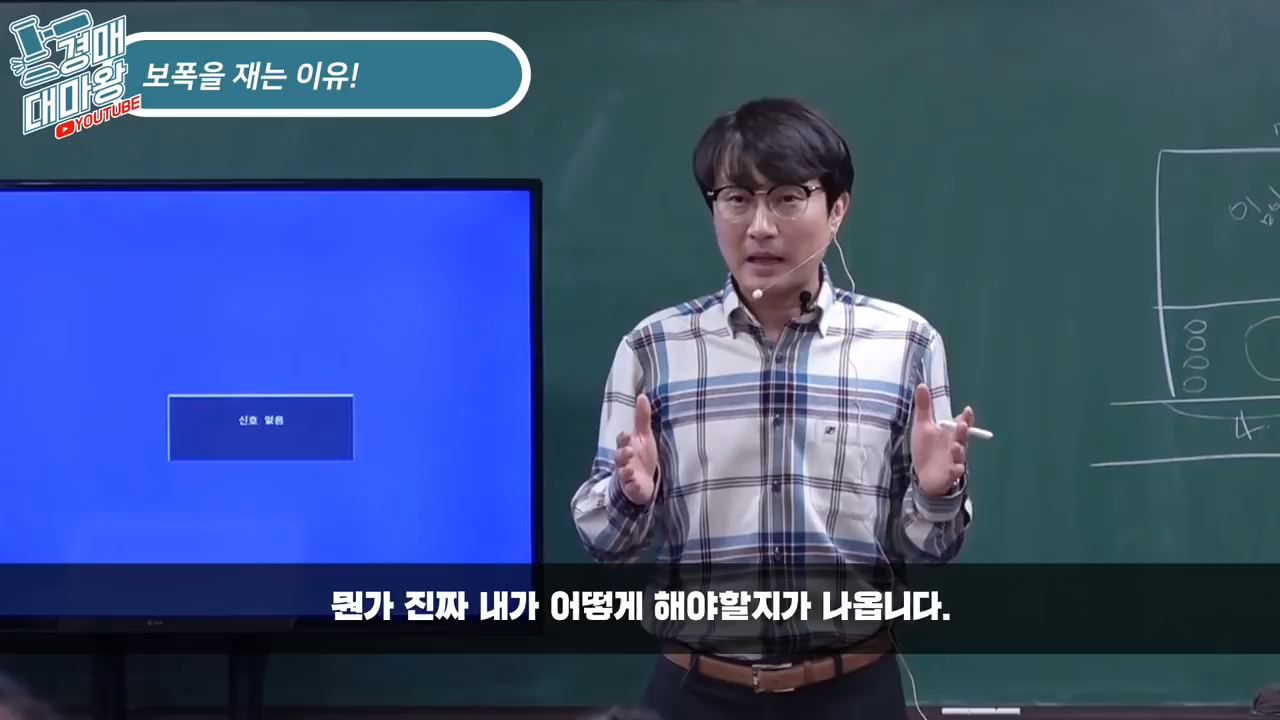 경매
대마왕
YOUTUBE
보폭을 재는 이유!
신호 없음
4.
뭔가 진짜 내가 어떻게 해야할지가 나옵니다.